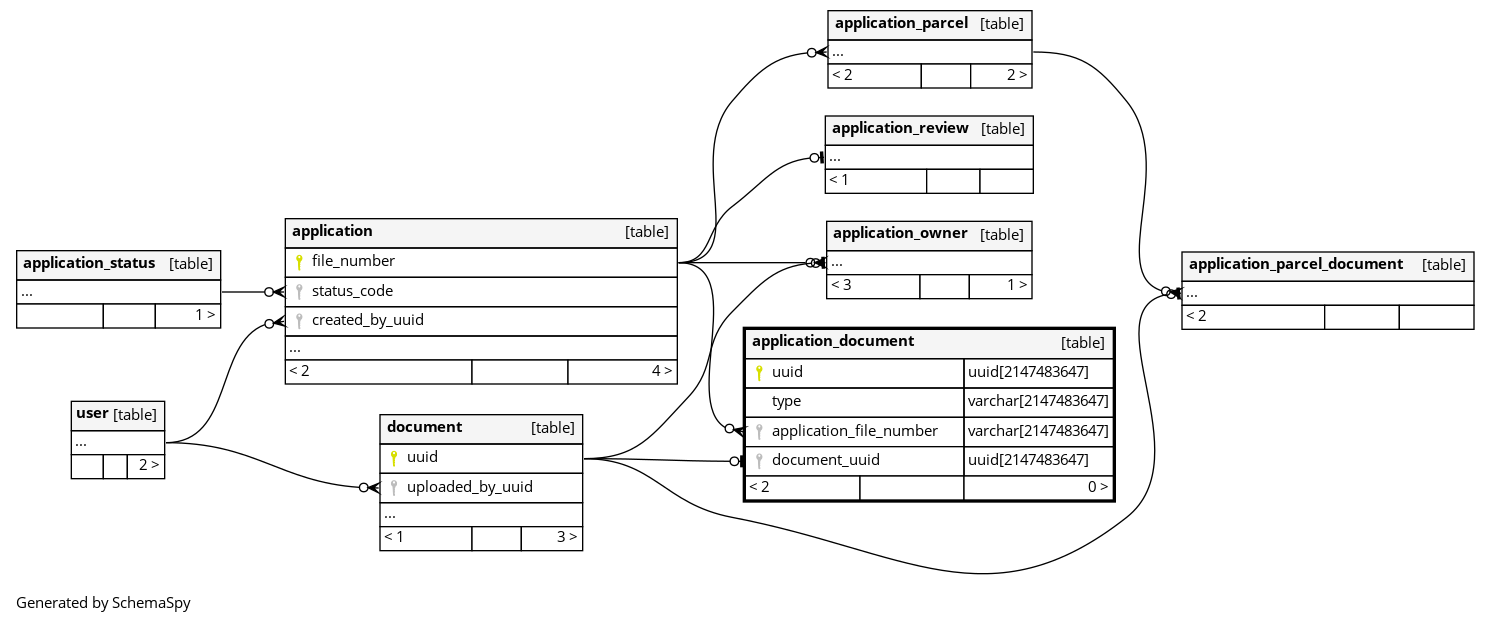 application_parcel [table]
...
< 2 2 >
application_review [table]
...
< 1
application_owner [table]
...
< 3 1 >
application [table]
file_number
status_code
created_by_uuid
...
< 2 4 >
application_status [table]
...
1 >
application_parcel_document [table]
...
< 2
application_document [table]
uuid uuid[2147483647]
type varchar[2147483647]
application_file_number varchar[2147483647]
document_uuid uuid[2147483647]
< 2 0 >
user [table]
...
2 >
document [table]
uuid
uploaded_by_uuid
...
< 1 3 >
Generated by SchemaSpy